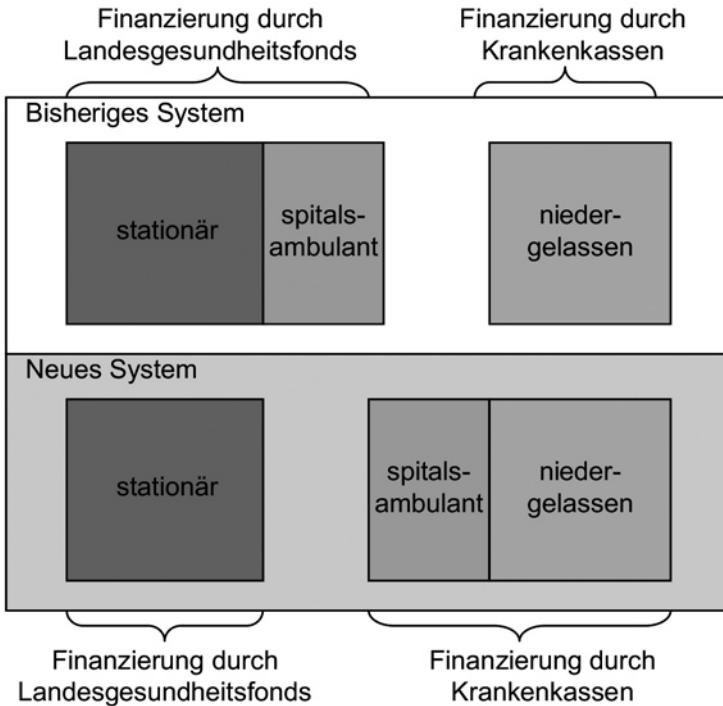 Finanzierung durch
Landesgesundheitsfonds
Finanzierung durch
Krankenkassen
Bisheriges System
stationär
spitals-
ambulant
nieder-
gelassen
Neues System
stationär
spitals-
ambulant
nieder-
gelassen
Finanzierung durch
Landesgesundheitsfonds
Finanzierung durch
Krankenkassen